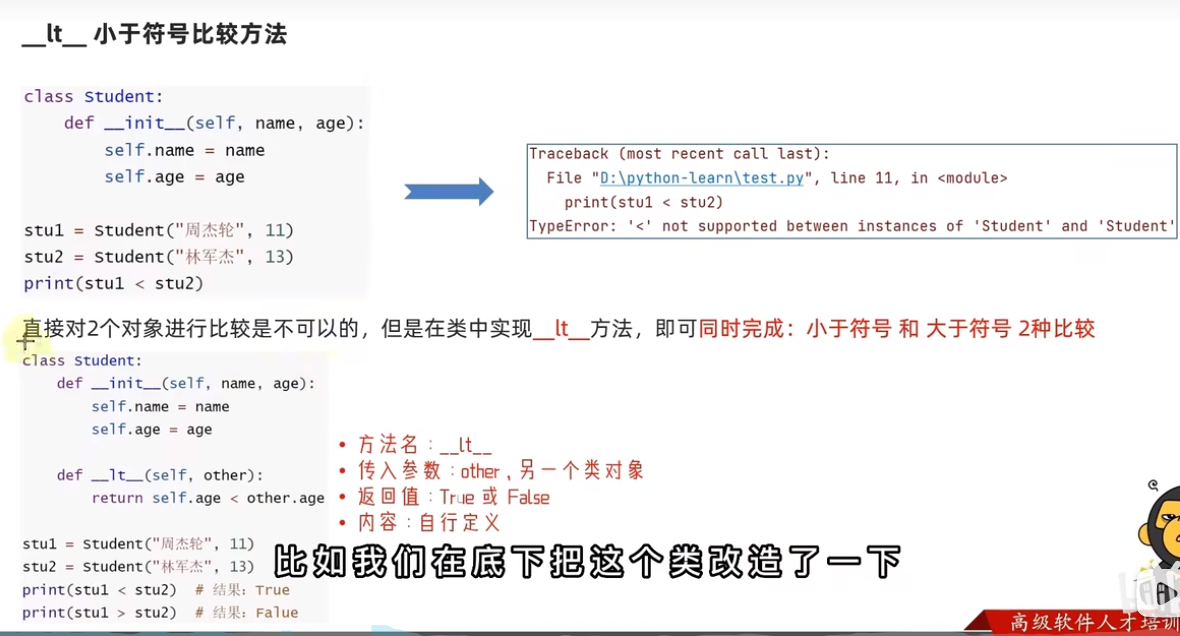 __lt__ 小于符号比较方法
class Student:
    def __init__(self, name, age):
        self.name = name
        self.age = age
stu1 = Student("周杰轮", 11)
stu2 = Student("林军杰", 13)
print(stu1 < stu2)
Traceback (most recent call last):
  File "D:\python-learn\test.py", line 11, in <module>
    print(stu1 < stu2)
TypeError: '<' not supported between instances of 'Student' and 'Student'
直接对2个对象进行比较是不可以的，但是在类中实现__lt__方法，即可同时完成：小于符号 和 大于符号 2种比较
class Student:
    def __init__(self, name, age):
        self.name = name
        self.age = age
    def __lt__(self, other):
        return self.age < other.age
stu1 = Student("周杰轮", 11)
stu2 = Student("林军杰", 13)
print(stu1 < stu2)  # 结果：True
print(stu1 > stu2)  # 结果：Falue
• 方法名：__lt__
• 传入参数：other，另一个类对象
• 返回值：True 或 False
• 内容：自行定义
比如我们在底下把这个类改造了一下
高级软件人才培训